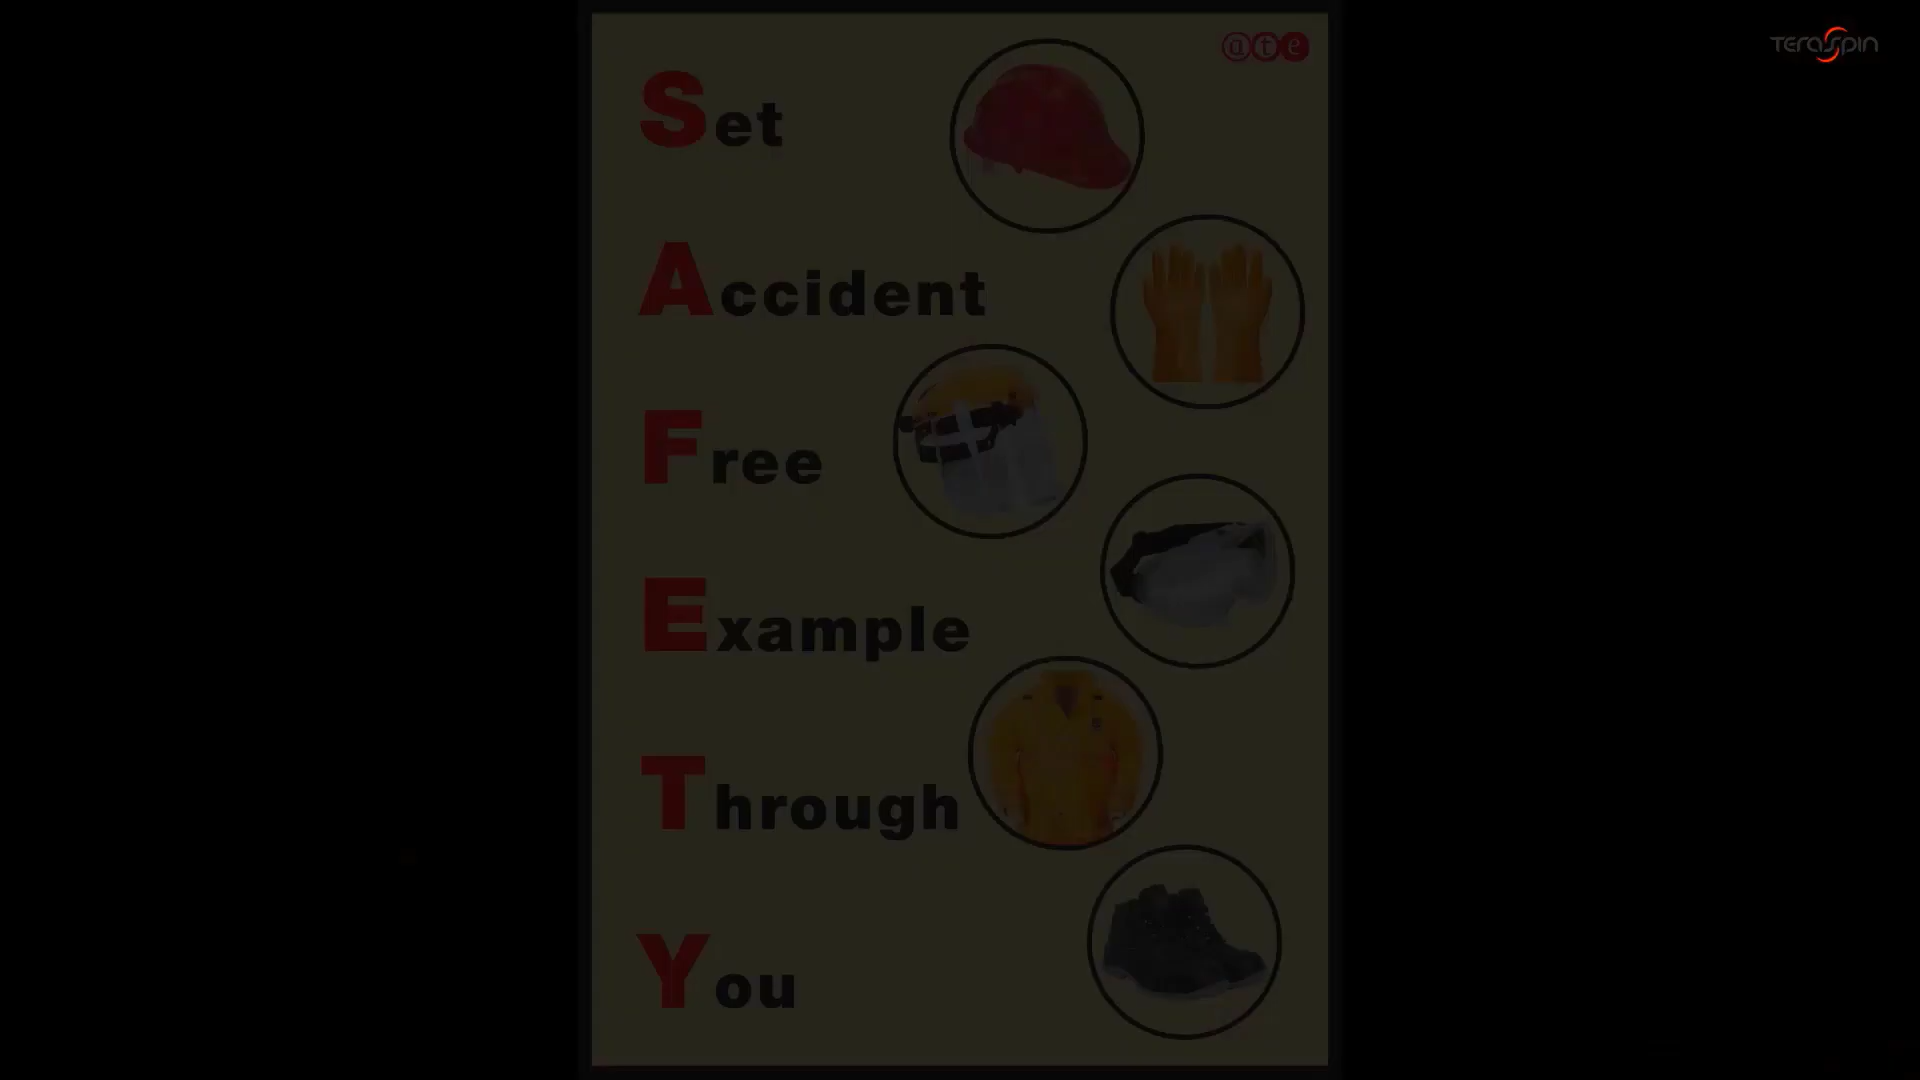 ate
TeraSpin
Set
Accident
Free
Example
Through
You